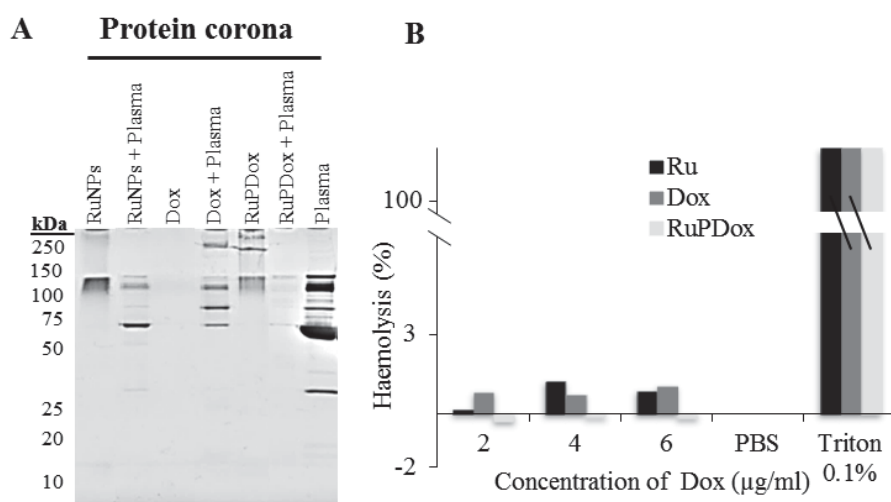 A
Protein corona
RuNPs
RuNPs + Plasma
Dox
Dox + Plasma
RuPDox
RuPDox + Plasma
Plasma
kDa
250
150
100
75
50
25
20
15
10
B
Haemolysis (%)
100
3
-2
Ru
Dox
RuPDox
2 4 6 PBS Triton
0.1%
Concentration of Dox (µg/ml)